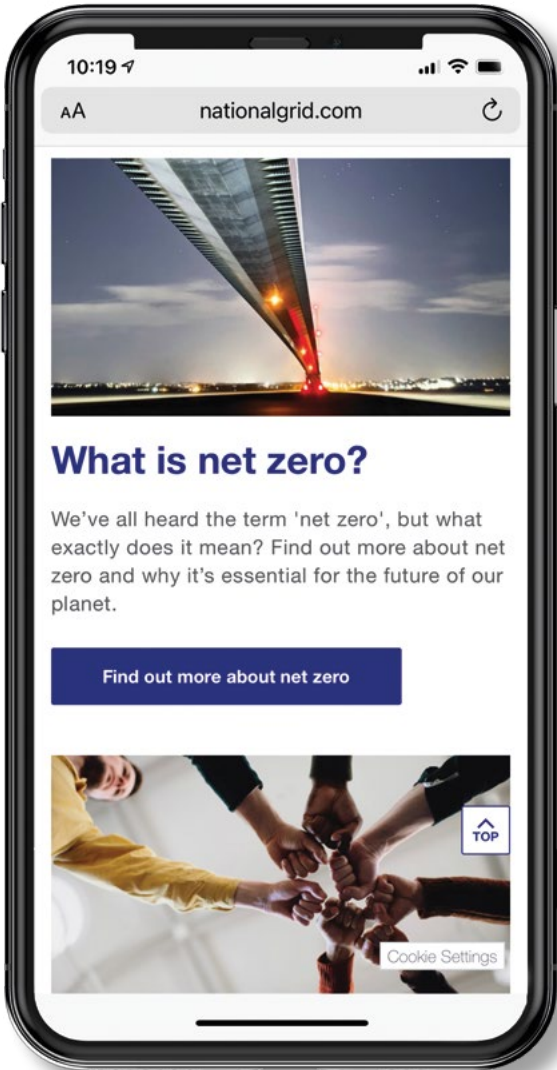 10:19
AA nationalgrid.com
What is net zero?
We've all heard the term 'net zero', but what
exactly does it mean? Find out more about net
zero and why it's essential for the future of our
planet.
Find out more about net zero
TOP
Cookie Settings